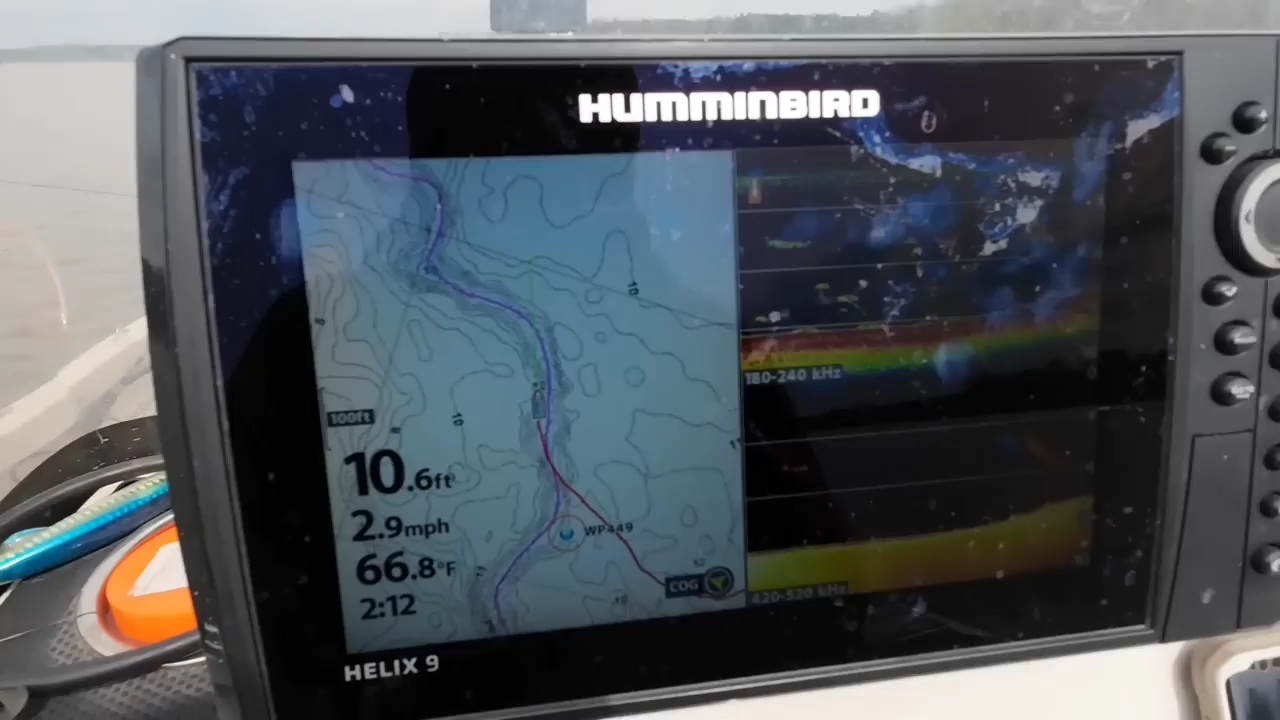 HUMMINBIRD
10
180-240 kHz
100ft
10
10.6ft
2.9mph
WP449
66.8°F
COG
2:12
420-520 kHz
HELIX 9